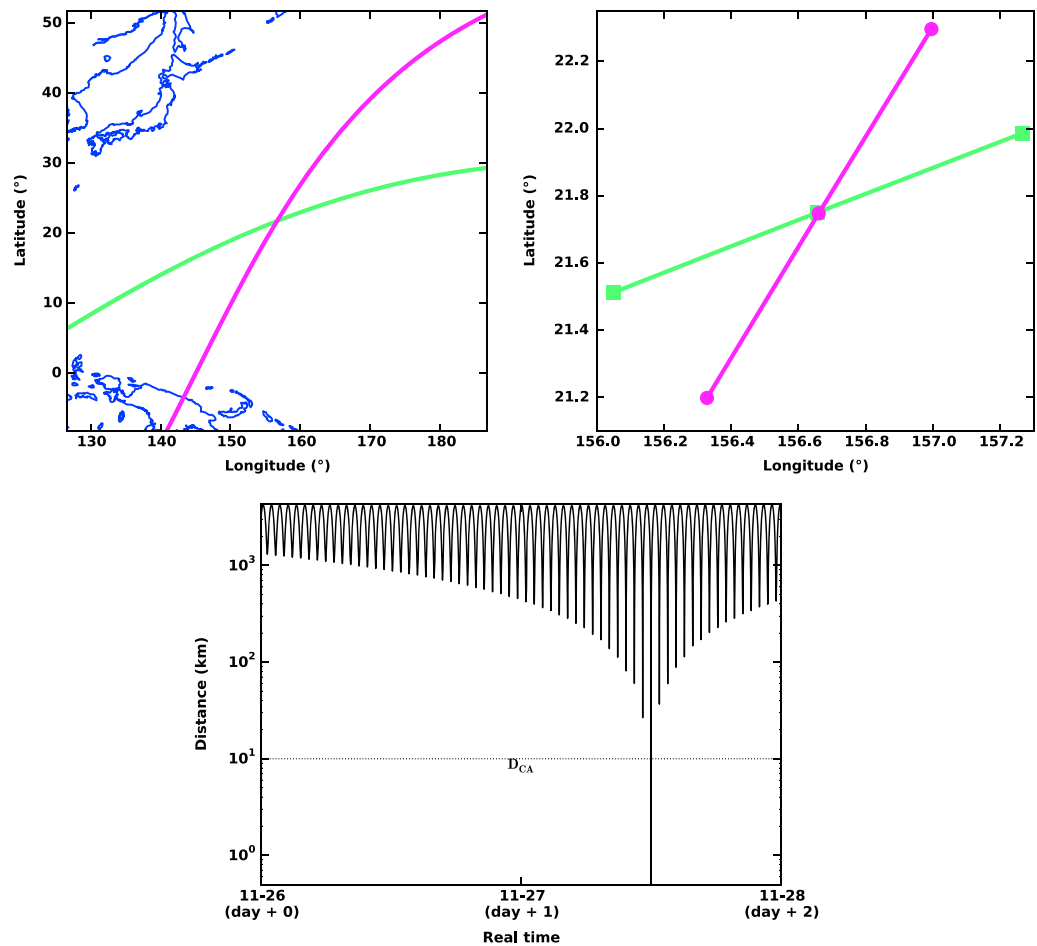 50
40
30
20
10
0
130 140 150 160 170 180
Longitude (°)
Latitude (°)
22.2
22.0
21.8
21.6
21.4
21.2
156.0 156.2 156.4 156.6 156.8 157.0 157.2
Longitude (°)
Latitude (°)
10³
10²
10¹
10⁰
Distance (km)
D_CA
11-26 11-27 11-28
(day + 0) (day + 1) (day + 2)
Real time